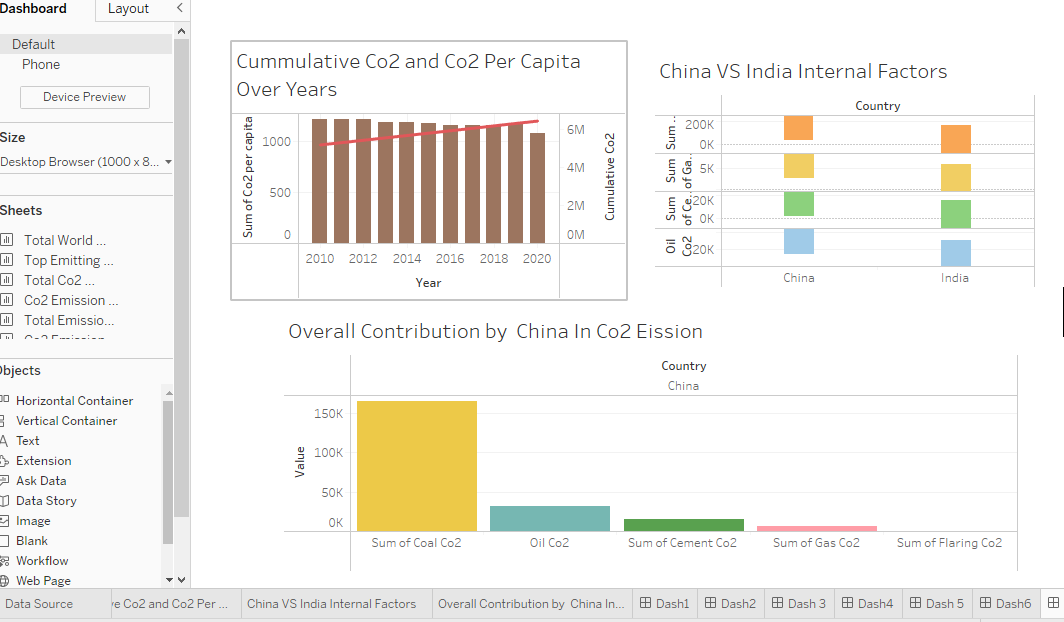 Dashboard
Layout
Default
Phone
Device Preview
Size
Desktop Browser (1000 x 8...
Sheets
Total World ...
Top Emitting ...
Total Co2 ...
Co2 Emission ...
Total Emissio...
Co2 Emission
Objects
Horizontal Container
Vertical Container
Text
Extension
Ask Data
Data Story
Image
Blank
Workflow
Web Page
Cummulative Co2 and Co2 Per Capita
Over Years
Sum of Co2 per capita
1000
500
0
6M
4M
2M
0M
Cumulative Co2
2010 2012 2014 2016 2018 2020
Year
China VS India Internal Factors
Country
Sum ..
200K
0K
Sum
of Ga..
5K
Sum
of Ce..
20K
0K
Oil
Co2
20K
China India
Overall Contribution by  China In Co2 Eission
Country
China
Value
150K
100K
50K
0K
Sum of Coal Co2 Oil Co2 Sum of Cement Co2 Sum of Gas Co2 Sum of Flaring Co2
Data Source
ve Co2 and Co2 Per ...
China VS India Internal Factors
Overall Contribution by  China In...
Dash1
Dash2
Dash 3
Dash4
Dash 5
Dash6